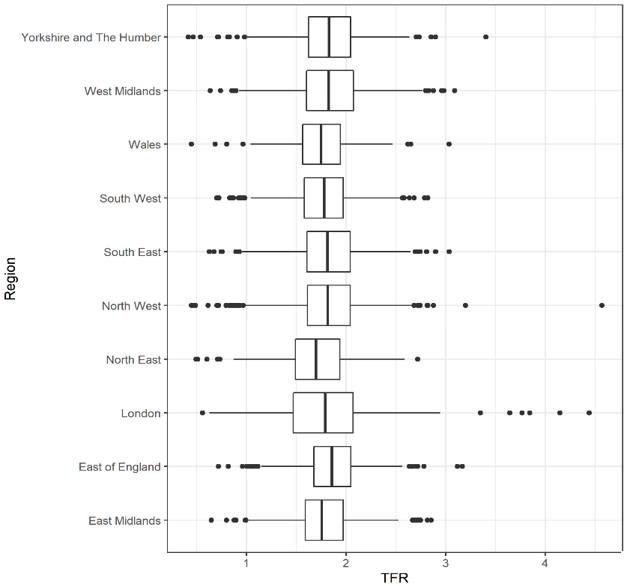 Yorkshire and The Humber
West Midlands
Wales
South West
South East
North West
North East
London
East of England
East Midlands
Region
1 2 3 4
TFR